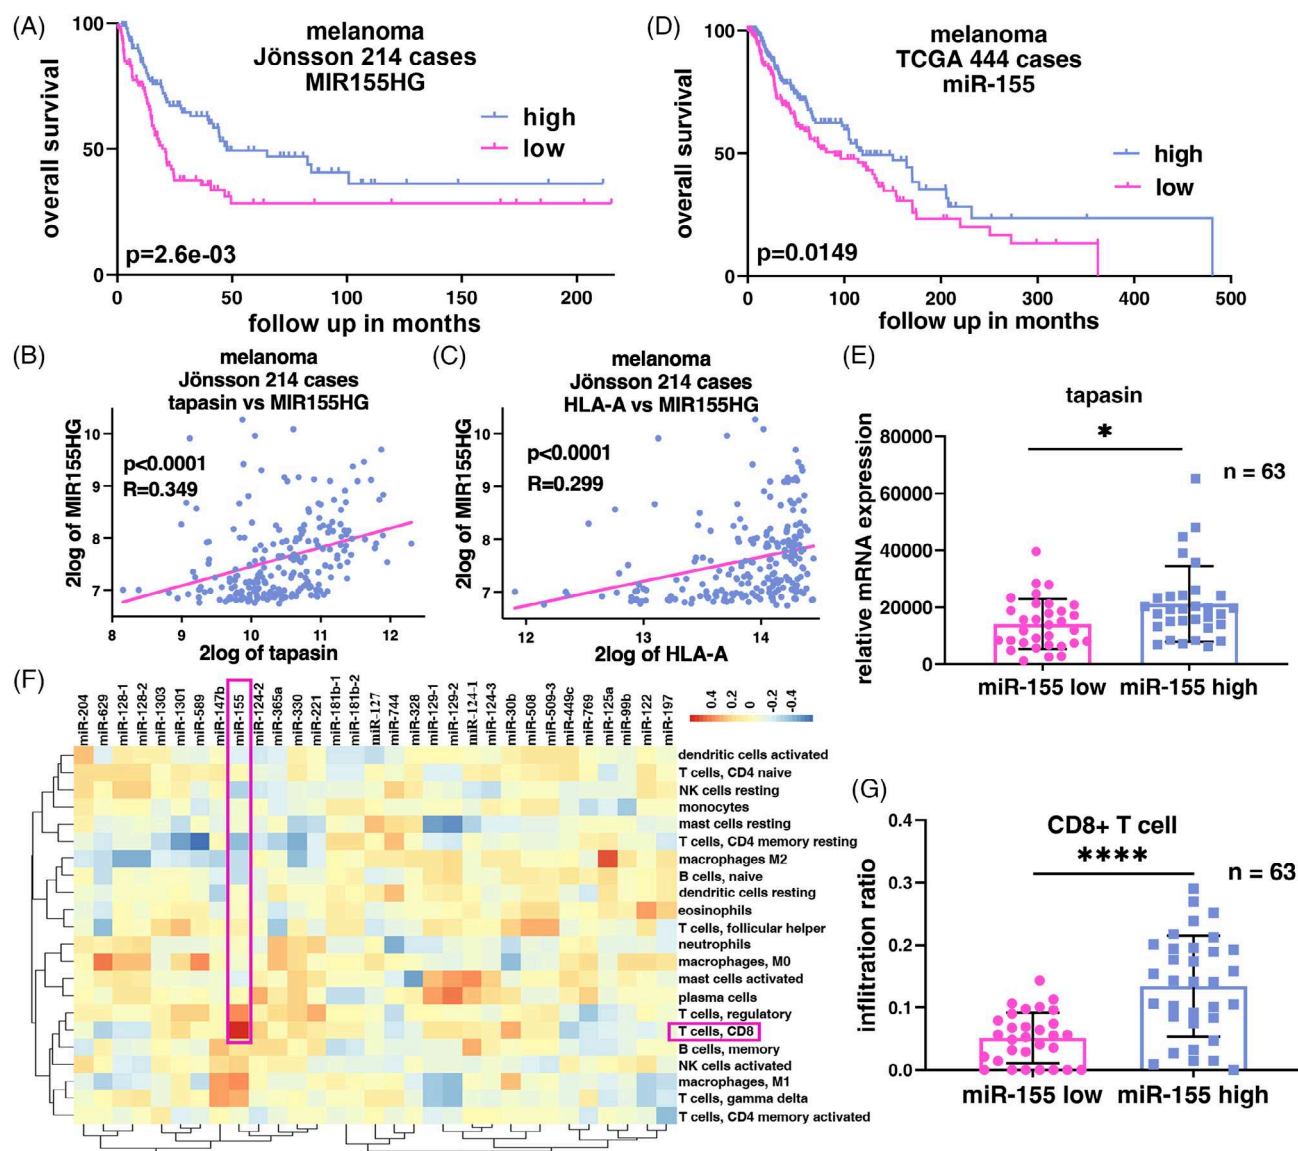 (A)
melanoma
Jönsson 214 cases
MIR155HG
high
low
overall survival
100
50
0
p=2.6e-03
0 50 100 150 200
follow up in months
(D)
melanoma
TCGA 444 cases
miR-155
high
low
overall survival
100
50
0
p=0.0149
0 100 200 300 400 500
follow up in months
(B)
melanoma
Jönsson 214 cases
tapasin vs MIR155HG
p<0.0001
R=0.349
2log of MIR155HG
10
9
8
7
8 9 10 11 12
2log of tapasin
(C)
melanoma
Jönsson 214 cases
HLA-A vs MIR155HG
p<0.0001
R=0.299
2log of MIR155HG
10
9
8
7
12 13 14
2log of HLA-A
(E)
tapasin
*
n = 63
relative mRNA expression
80000
60000
40000
20000
0
miR-155 low miR-155 high
(F)
miR-204
miR-629
miR-128-1
miR-128-2
miR-1303
miR-1301
miR-589
miR-147b
miR-155
miR-124-2
miR-365a
miR-330
miR-221
miR-181b-1
miR-181b-2
miR-127
miR-744
miR-328
miR-129-1
miR-129-2
miR-124-1
miR-124-3
miR-30b
miR-508
miR-509-3
miR-449c
miR-769
miR-125a
miR-99b
miR-122
miR-197
0.4
0.2
0
-0.2
-0.4
dendritic cells activated
T cells, CD4 naive
NK cells resting
monocytes
mast cells resting
T cells, CD4 memory resting
macrophages M2
B cells, naive
dendritic cells resting
eosinophils
T cells, follicular helper
neutrophils
macrophages, M0
mast cells activated
plasma cells
T cells, regulatory
T cells, CD8
B cells, memory
NK cells activated
macrophages, M1
T cells, gamma delta
T cells, CD4 memory activated
(G)
CD8+ T cell
****
n = 63
inflitration ratio
0.4
0.3
0.2
0.1
0.0
miR-155 low miR-155 high